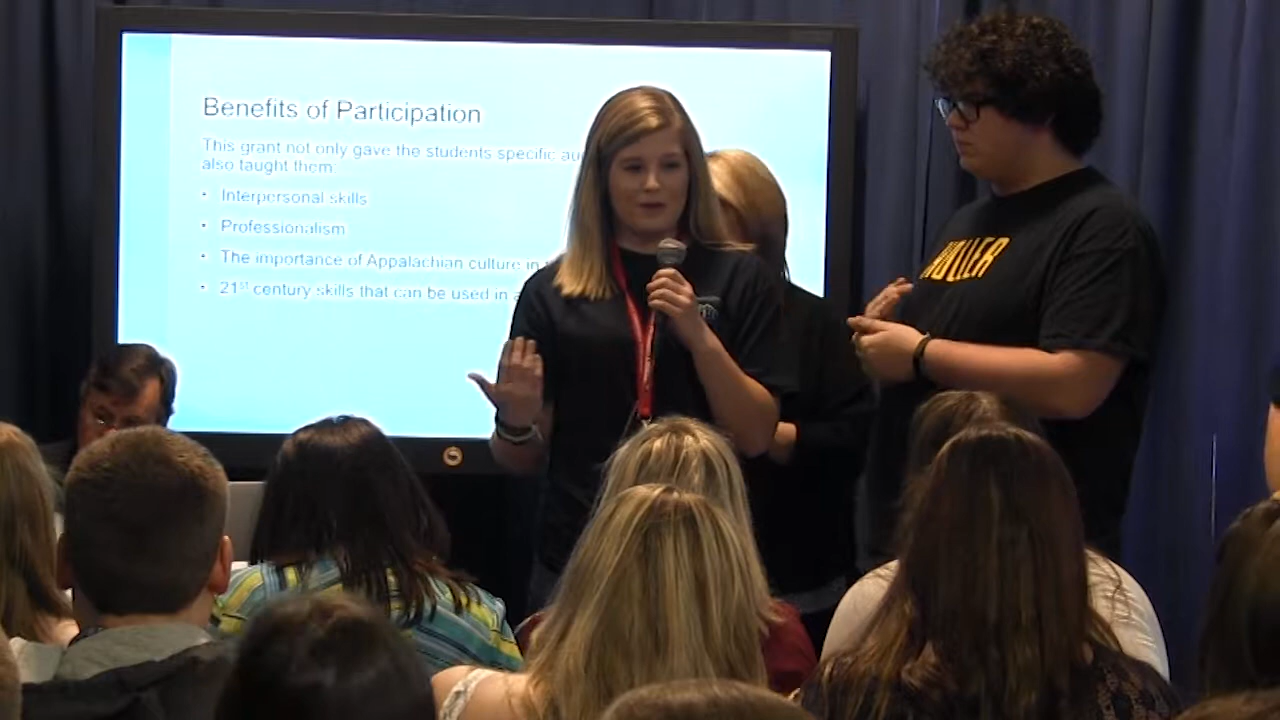 Benefits of Participation
This grant not only gave the students specific
also taught them:
• Interpersonal skills
• Professionalism
• The importance of Appalachian culture in
• 21st century skills that can be used in
HOLLER